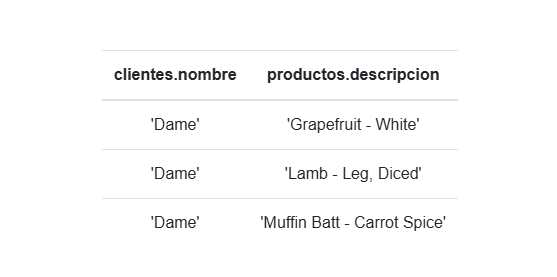 clientes.nombre productos.descripcion
'Dame' 'Grapefruit - White'
'Dame' 'Lamb - Leg, Diced'
'Dame' 'Muffin Batt - Carrot Spice'